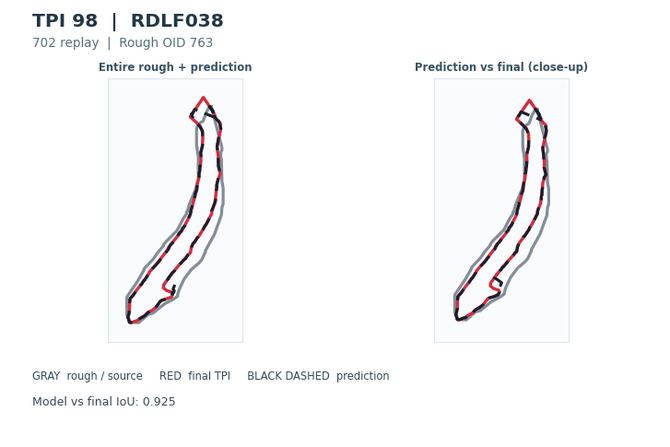 TPI 98 | RDLF038
702 replay | Rough OID 763
Entire rough + prediction
Prediction vs final (close-up)
GRAY rough / source RED final TPI BLACK DASHED prediction
Model vs final IoU: 0.925